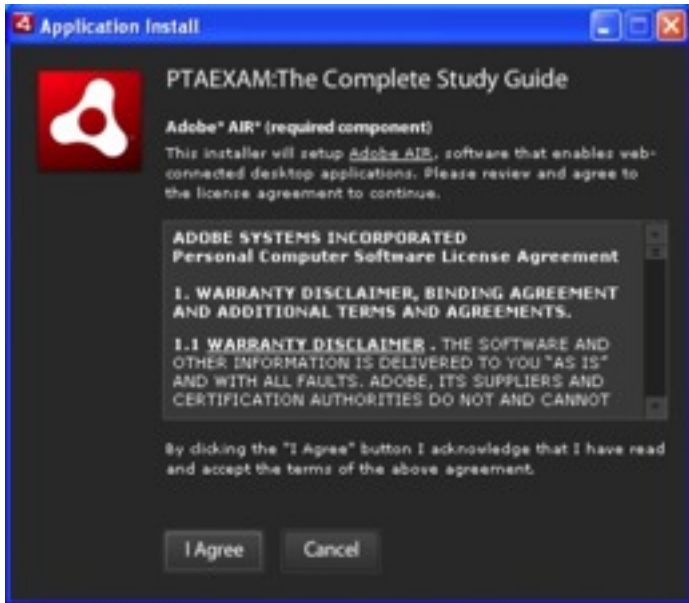 Application Install
PTAEXAM:The Complete Study Guide
Adobe® AIR® (required component)
This installer will setup Adobe AIR, software that enables web-
connected desktop applications. Please review and agree to
the license agreement to continue.
ADOBE SYSTEMS INCORPORATED
Personal Computer Software License Agreement
1. WARRANTY DISCLAIMER, BINDING AGREEMENT
AND ADDITIONAL TERMS AND AGREEMENTS.
1.1 WARRANTY DISCLAIMER . THE SOFTWARE AND
OTHER INFORMATION IS DELIVERED TO YOU "AS IS"
AND WITH ALL FAULTS. ADOBE, ITS SUPPLIERS AND
CERTIFICATION AUTHORITIES DO NOT AND CANNOT
By clicking the "I Agree" button I acknowledge that I have read
and accept the terms of the above agreement.
I Agree
Cancel